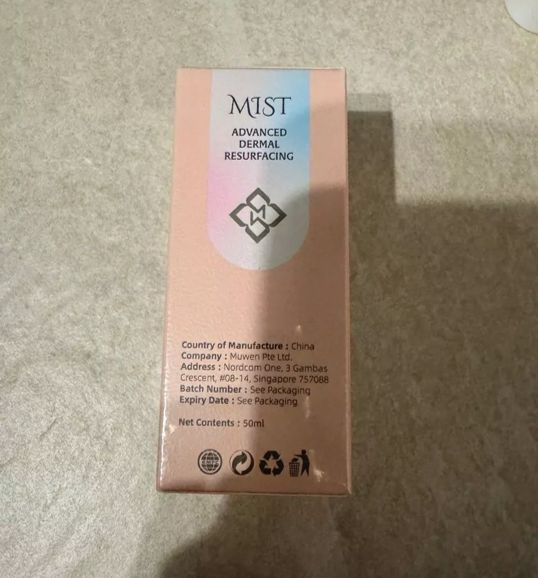 MIST
ADVANCED
DERMAL
RESURFACING
Country of Manufacture : China
Company : Muwen Pte Ltd.
Address : Nordcom One, 3 Gambas
Crescent, #08-14, Singapore 757088
Batch Number : See Packaging
Expiry Date : See Packaging
Net Contents : 50ml